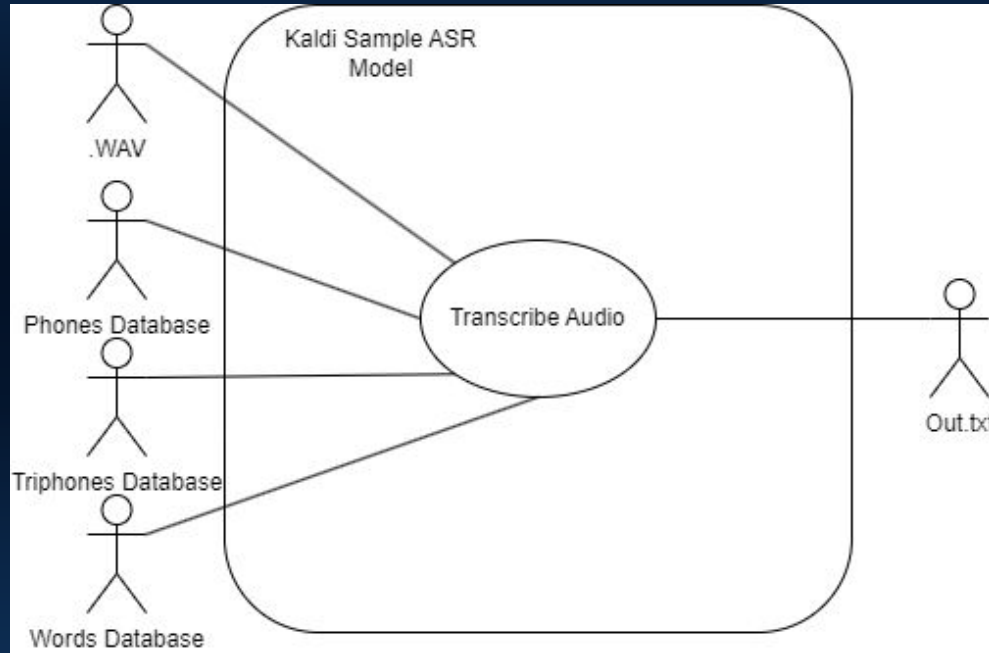 Kaldi Sample ASR
Model
.WAV
Phones Database
Transcribe Audio
Triphones Database
Words Database
Out.txt